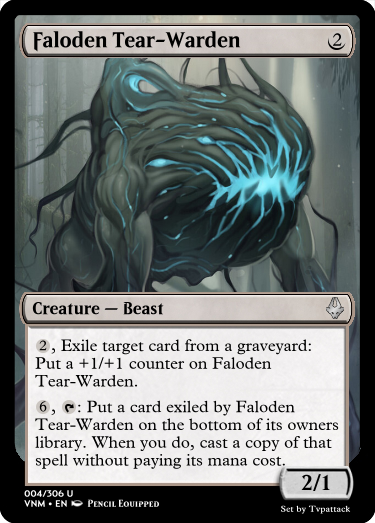 Faloden Tear-Warden 2
Creature — Beast
2, Exile target card from a graveyard:
Put a +1/+1 counter on Faloden
Tear-Warden.
6, : Put a card exiled by Faloden
Tear-Warden on the bottom of its owners
library. When you do, cast a copy of that
spell without paying its mana cost.
2/1
004/306 U
VNM • EN Pencil Equipped
Set by Tvpattack